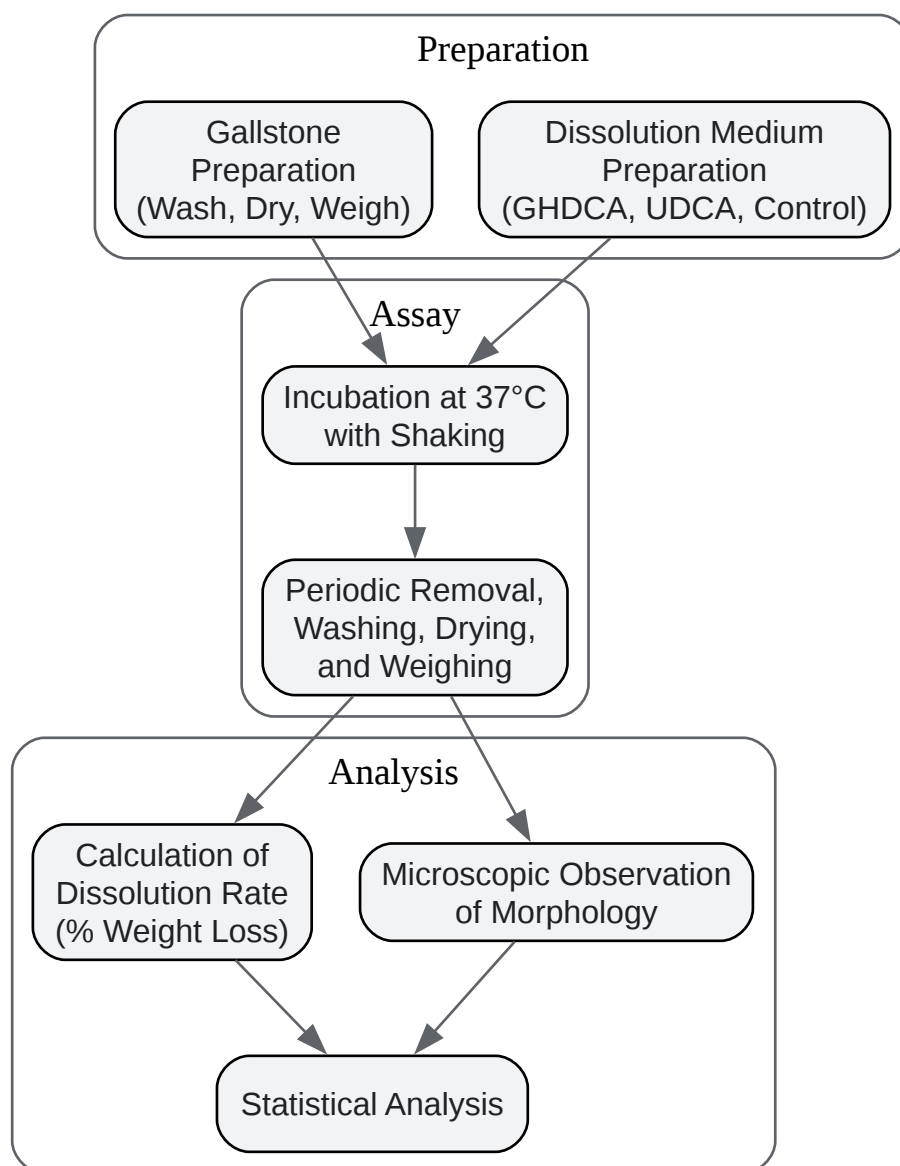 Preparation
Gallstone
Preparation
(Wash, Dry, Weigh)
Dissolution Medium
Preparation
(GHDCA, UDCA, Control)
Assay
Incubation at 37°C
with Shaking
Periodic Removal,
Washing, Drying,
and Weighing
Analysis
Calculation of
Dissolution Rate
(% Weight Loss)
Microscopic Observation
of Morphology
Statistical Analysis